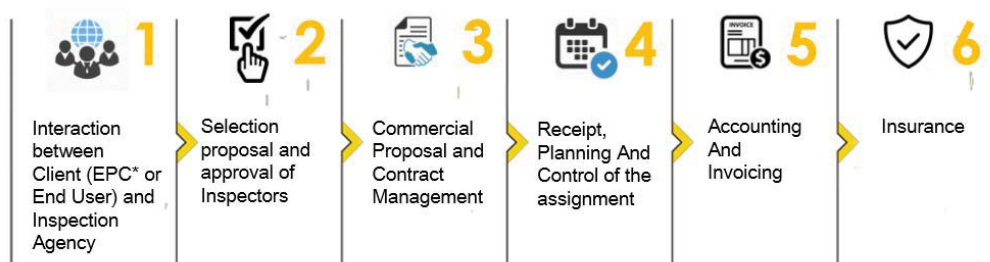 1
Interaction
between
Client (EPC* or
End User) and
Inspection
Agency
2
Selection
proposal and
approval of
Inspectors
3
Commercial
Proposal and
Contract
Management
4
Receipt,
Planning And
Control of the
assignment
INVOICE
$
5
Accounting
And
Invoicing
6
Insurance